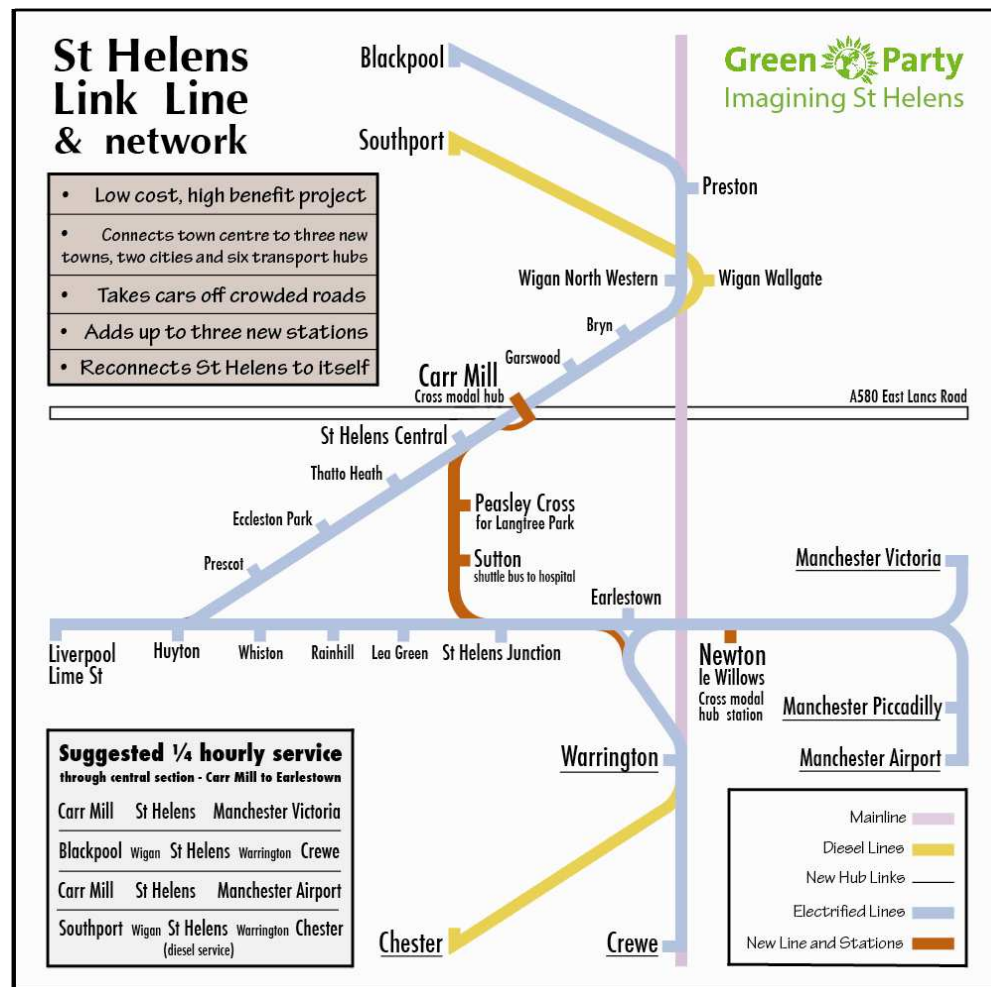 St Helens
Link Line
& network
Green Party
Imagining St Helens
• Low cost, high benefit project
• Connects town centre to three new
towns, two cities and six transport hubs
• Takes cars off crowded roads
• Adds up to three new stations
• Reconnects St Helens to itself
Blackpool
Southport
Preston
Wigan North Western
Wigan Wallgate
Bryn
Garswood
Carr Mill
Cross modal hub
A580 East Lancs Road
St Helens Central
Thatto Heath
Eccleston Park
Prescot
Peasley Cross
for Langtree Park
Sutton
shuttle bus to hospital
Earlestown
Manchester Victoria
Liverpool
Lime St
Huyton
Whiston
Rainhill
Lea Green
St Helens Junction
Newton
le Willows
Cross modal
hub station
Manchester Piccadilly
Manchester Airport
Warrington
Chester
Crewe
Suggested ¼ hourly service
through central section - Carr Mill to Earlestown
Carr Mill St Helens Manchester Victoria
Blackpool Wigan St Helens Warrington Crewe
Carr Mill St Helens Manchester Airport
Southport Wigan St Helens Warrington Chester
(diesel service)
Mainline
Diesel Lines
New Hub Links
Electrified Lines
New Line and Stations